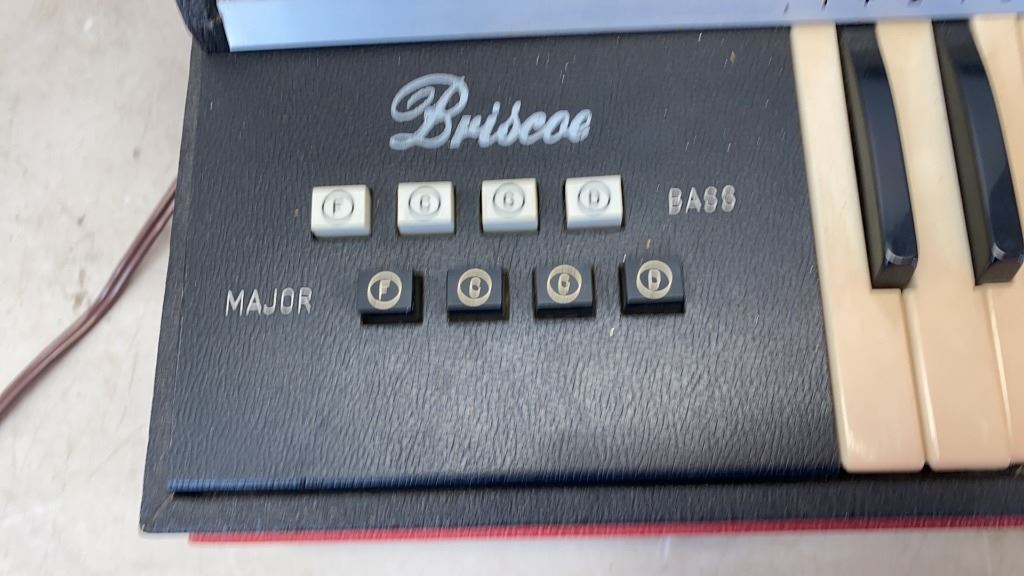 Briscoe
F C G D BASS
MAJOR F C G D